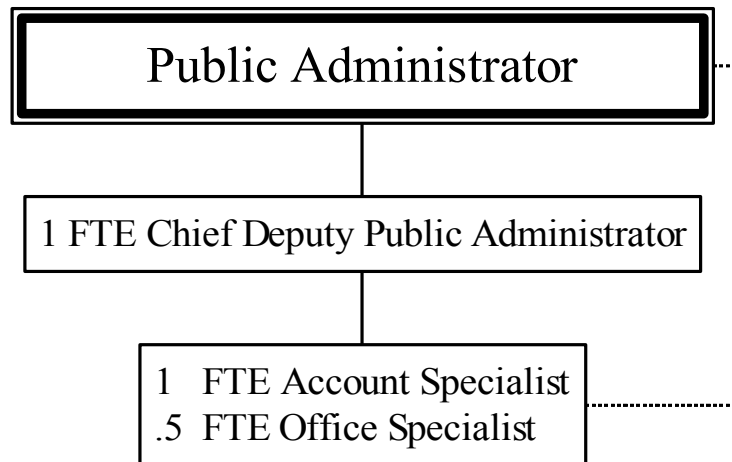 Public Administrator
1 FTE Chief Deputy Public Administrator
1 FTE Account Specialist
.5 FTE Office Specialist